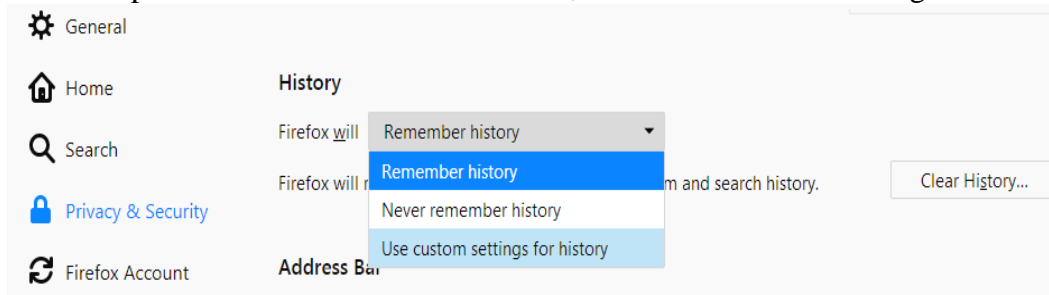 General
Home
Search
Privacy & Security
Firefox Account
History
Firefox will Remember history
Remember history
Firefox will m and search history. Clear History...
Never remember history
Use custom settings for history
Address Ba